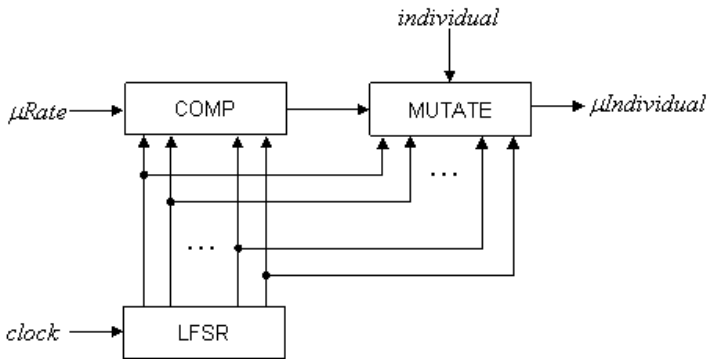 individual
μRate
COMP
MUTATE
μIndividual
...
...
clock
LFSR